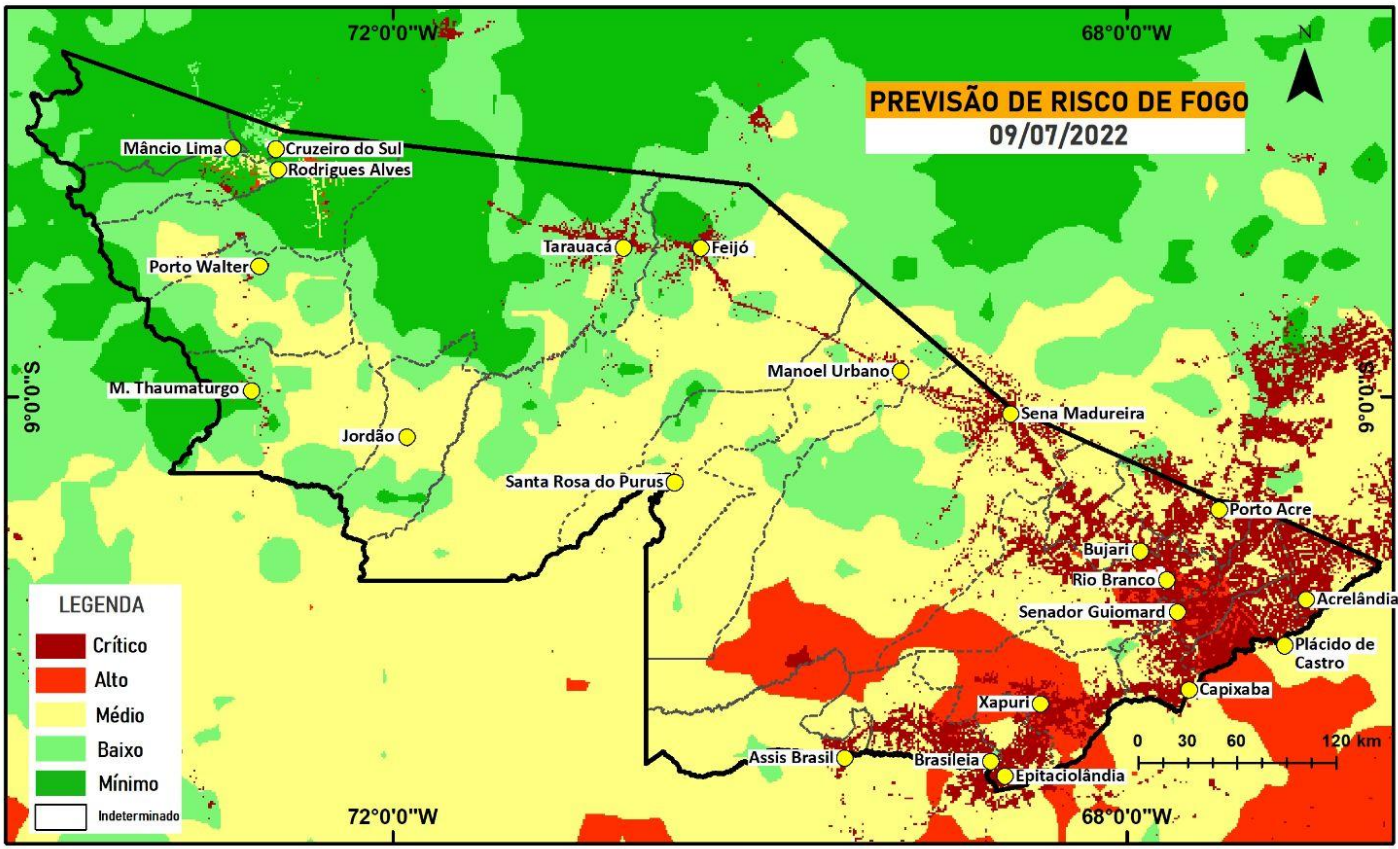 72°0'0"W
68°0'0"W
N
PREVISÃO DE RISCO DE FOGO
09/07/2022
Mâncio Lima
Cruzeiro do Sul
Rodrigues Alves
Tarauacá
Feijó
Porto Walter
Manoel Urbano
M. Thaumaturgo
9°0'0"S
9°0'0"S
Sena Madureira
Jordão
Santa Rosa do Purus
Porto Acre
Bujari
Rio Branco
Acrelândia
Senador Guiomard
Plácido de
Castro
Capixaba
Xapuri
Assis Brasil
Brasileia
Epitaciolândia
LEGENDA
Crítico
Alto
Médio
Baixo
Mínimo
Indeterminado
0 30 60 120 km
72°0'0"W
68°0'0"W